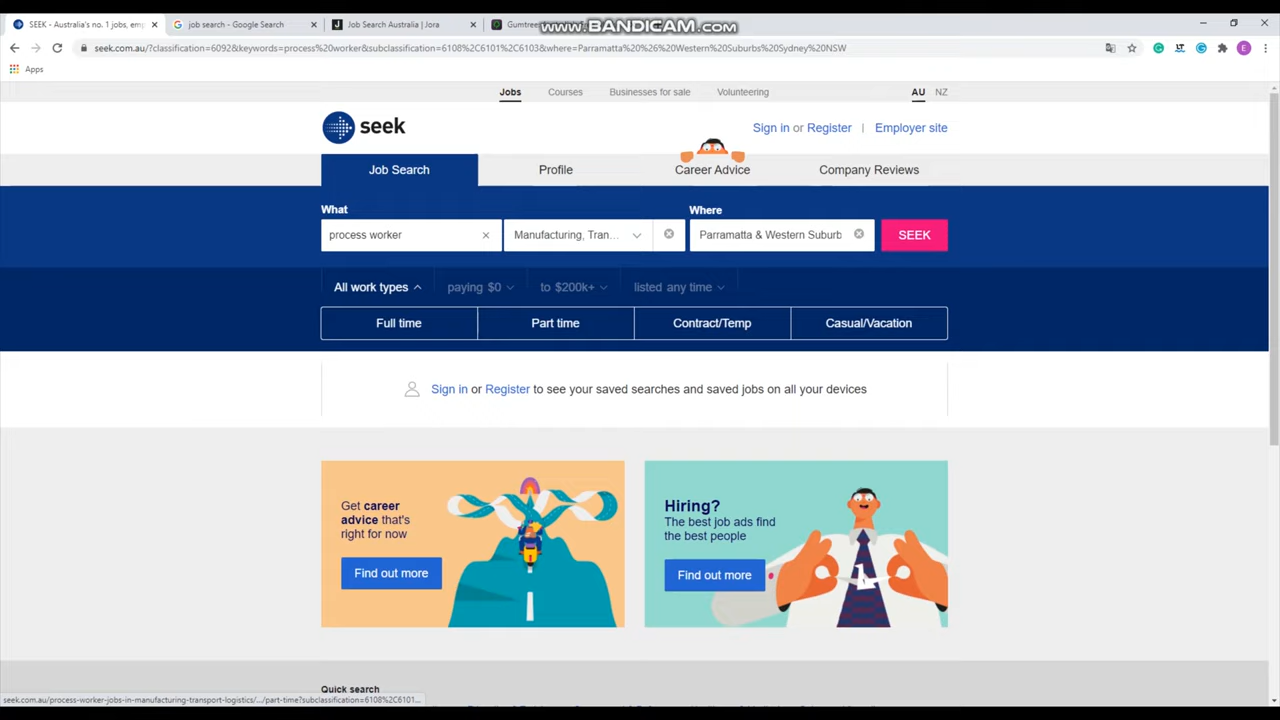 SEEK - Australia's no. 1 jobs, em
job search - Google Search
Job Search Australia | Jora
Gumtree
WWW.BANDICAM.COM
seek.com.au/?classification=6092&keywords=process%20worker&subclassification=6108%2C6101%2C6103&where=Parramatta%20%26%20Western%20Suburbs%20Sydney%20NSW
E
Apps
Jobs
Courses
Businesses for sale
Volunteering
AU
NZ
seek
Sign in or Register
Employer site
Job Search
Profile
Career Advice
Company Reviews
What
Where
process worker
Manufacturing, Tran...
Parramatta & Western Suburb
SEEK
All work types
paying $0
to $200k+
listed any time
Full time
Part time
Contract/Temp
Casual/Vacation
Sign in or Register to see your saved searches and saved jobs on all your devices
Get career
advice that's
right for now
Find out more
Hiring?
The best job ads find
the best people
Find out more
Quick search
seek.com.au/process-worker-jobs-in-manufacturing-transport-logistics/.../part-time?subclassification=6108%2C6101...